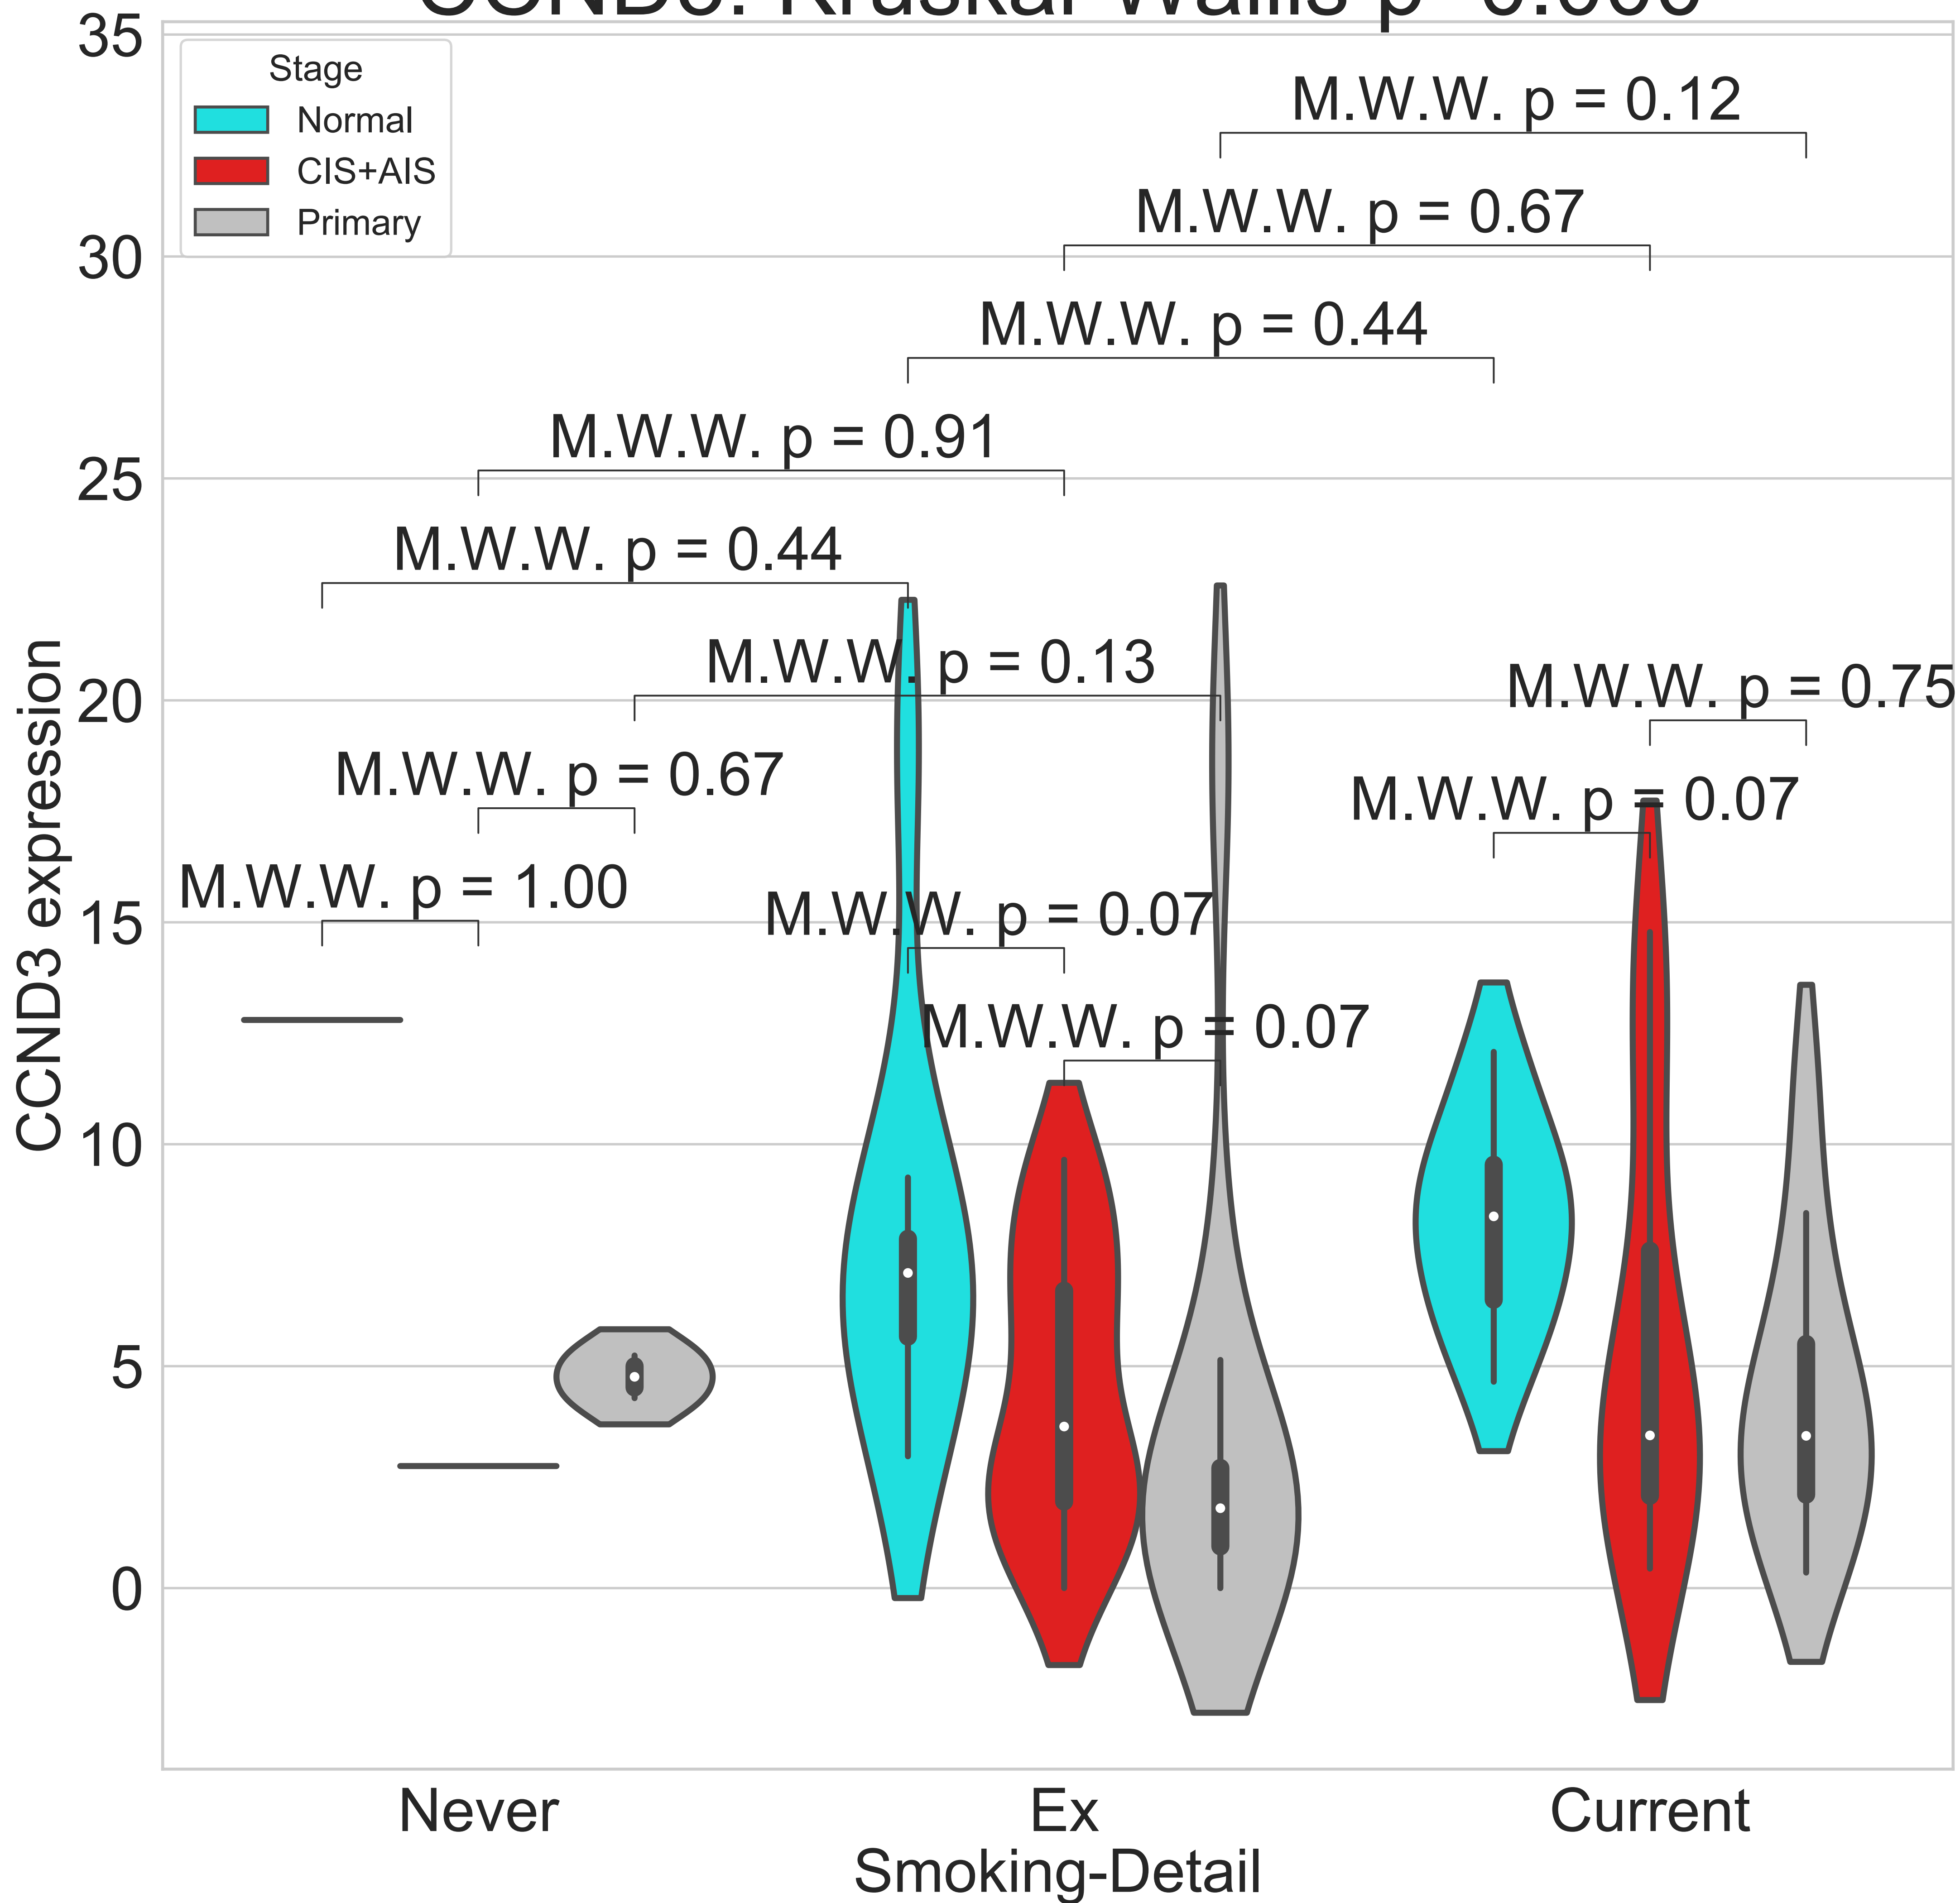 35
Stage
Normal
CIS+AIS
Primary
M.W.W. p = 0.12
M.W.W. p = 0.67
30
M.W.W. p = 0.44
M.W.W. p = 0.91
25
M.W.W. p = 0.44
M.W.W. p = 0.13
M.W.W. p = 0.75
20
M.W.W. p = 0.67
M.W.W. p = 0.07
M.W.W. p = 1.00
M.W.W. p = 0.07
15
M.W.W. p = 0.07
10
5
0
CCND3 expression
Never
Ex
Current
Smoking-Detail